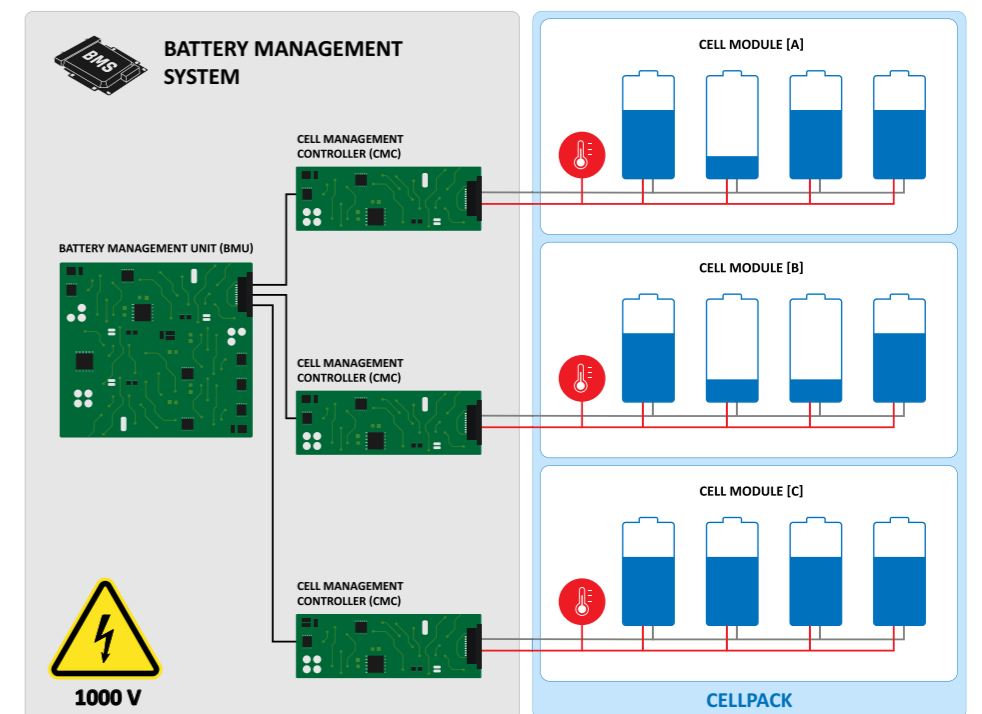 BMS
BATTERY MANAGEMENT
SYSTEM
CELL MANAGEMENT
CONTROLLER (CMC)
BATTERY MANAGEMENT UNIT (BMU)
CELL MANAGEMENT
CONTROLLER (CMC)
CELL MANAGEMENT
CONTROLLER (CMC)
1000 V
CELL MODULE [A]
CELL MODULE [B]
CELL MODULE [C]
CELLPACK